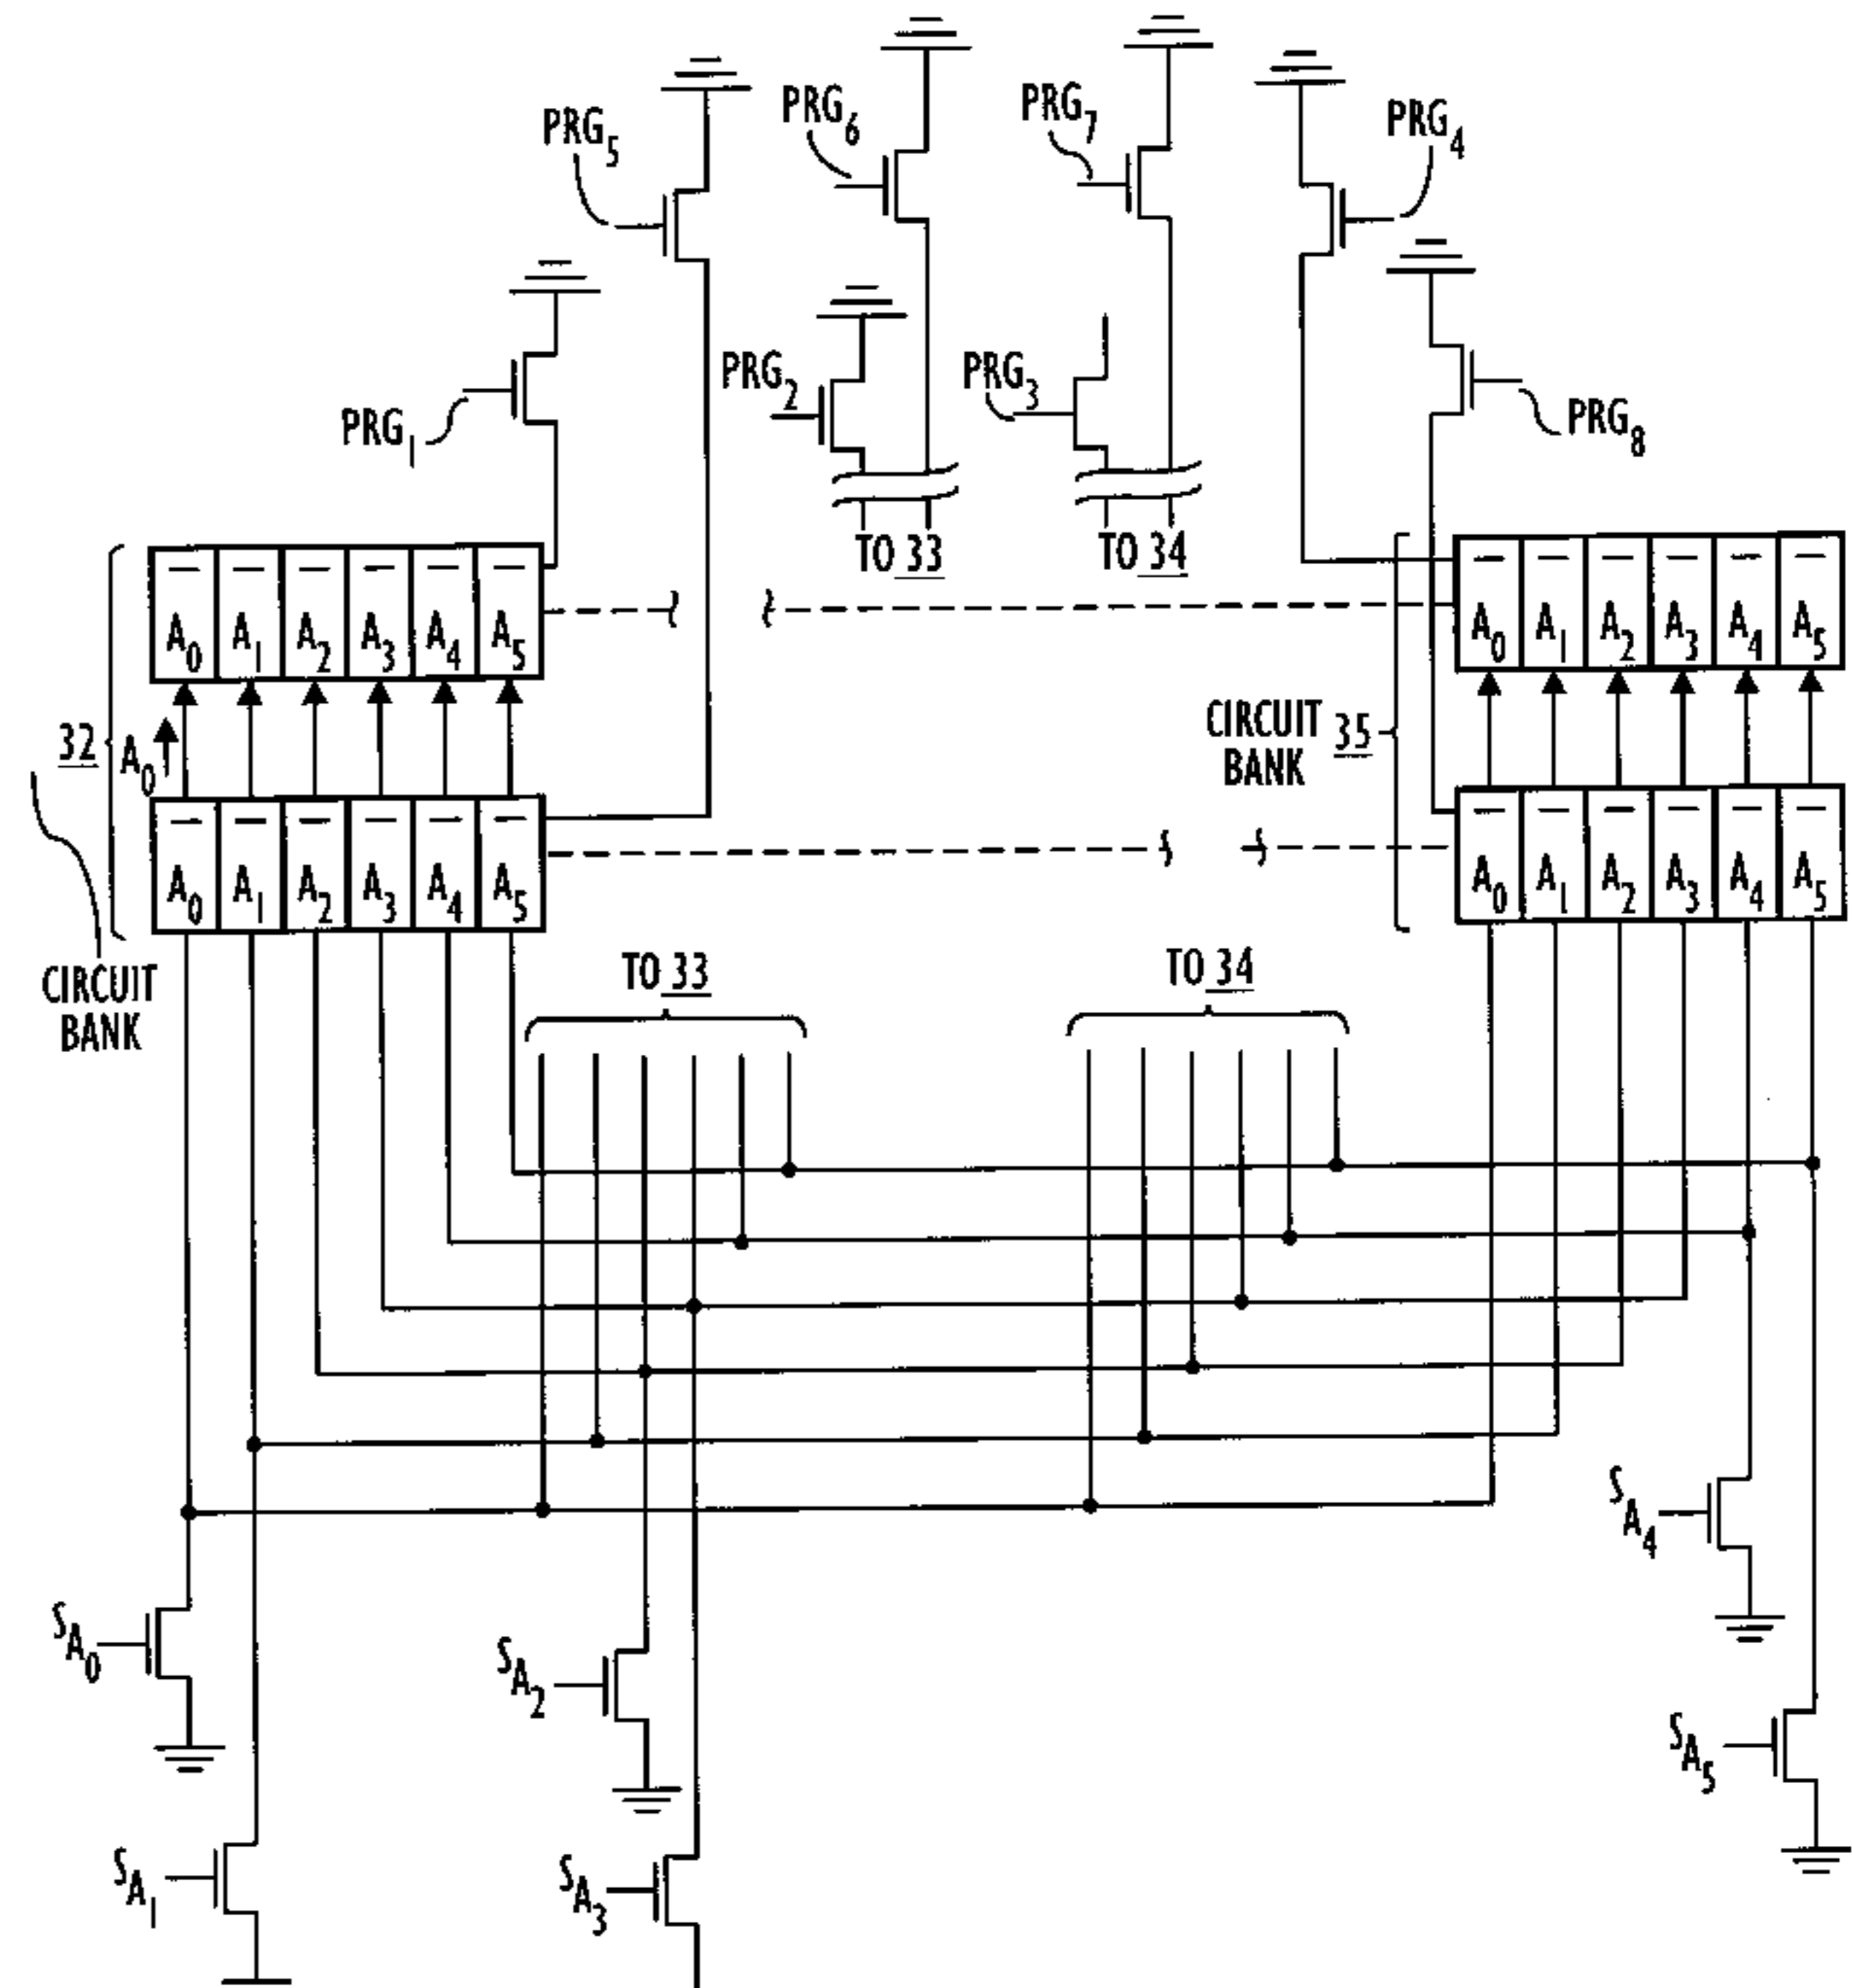 PRG6 PRG7
PRG5 PRG4
PRG2 PRG3
PRG1 PRG8
TO 33 TO 34
A0 A1 A2 A3 A4 A5
A0 A1 A2 A3 A4 A5
32 A0
CIRCUIT BANK 35
A0 A1 A2 A3 A4 A5
A0 A1 A2 A3 A4 A5
CIRCUIT
BANK
TO 33 TO 34
SA4
SA0
SA2
SA5
SA1
SA3